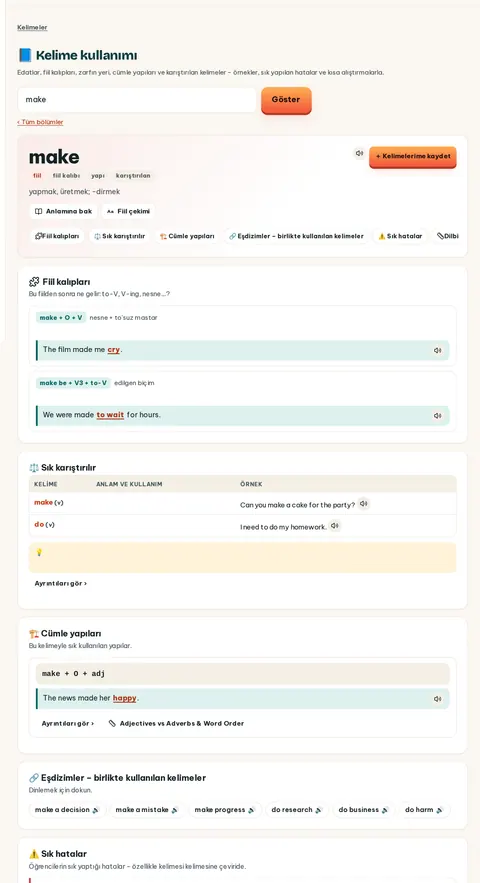 Kelimeler
📘 Kelime kullanımı
Edatlar, fiil kalıpları, zarfın yeri, cümle yapıları ve karıştırılan kelimeler – örnekler, sık yapılan hatalar ve kısa alıştırmalarla.
make
Göster
‹ Tüm bölümler
make
+ Kelimelerime kaydet
fiil fiil kalıbı yapı karıştırılan
yapmak, üretmek; -dirmek
Anlamına bak Fiil çekimi
Fiil kalıpları ⚖️ Sık karıştırılır 🏗️ Cümle yapıları 🔗 Eşdizimler – birlikte kullanılan kelimeler ⚠️ Sık hatalar Dilbi
Fiil kalıpları
Bu fiilden sonra ne gelir: to-V, V-ing, nesne…?
make + O + V nesne + to'suz mastar
The film made me cry.
make be + V3 + to-V edilgen biçim
We were made to wait for hours.
⚖️ Sık karıştırılır
KELİME ANLAM VE KULLANIM ÖRNEK
make (v) Can you make a cake for the party?
do (v) I need to do my homework.
💡
Ayrıntıları gör ›
🏗️ Cümle yapıları
Bu kelimeyle sık kullanılan yapılar.
make + O + adj
The news made her happy.
Ayrıntıları gör › Adjectives vs Adverbs & Word Order
🔗 Eşdizimler – birlikte kullanılan kelimeler
Dinlemek için dokun.
make a decision 🔊 make a mistake 🔊 make progress 🔊 do research 🔊 do business 🔊 do harm 🔊
⚠️ Sık hatalar
Öğrencilerin sık yaptığı hatalar – özellikle kelimesi kelimesine çeviride.